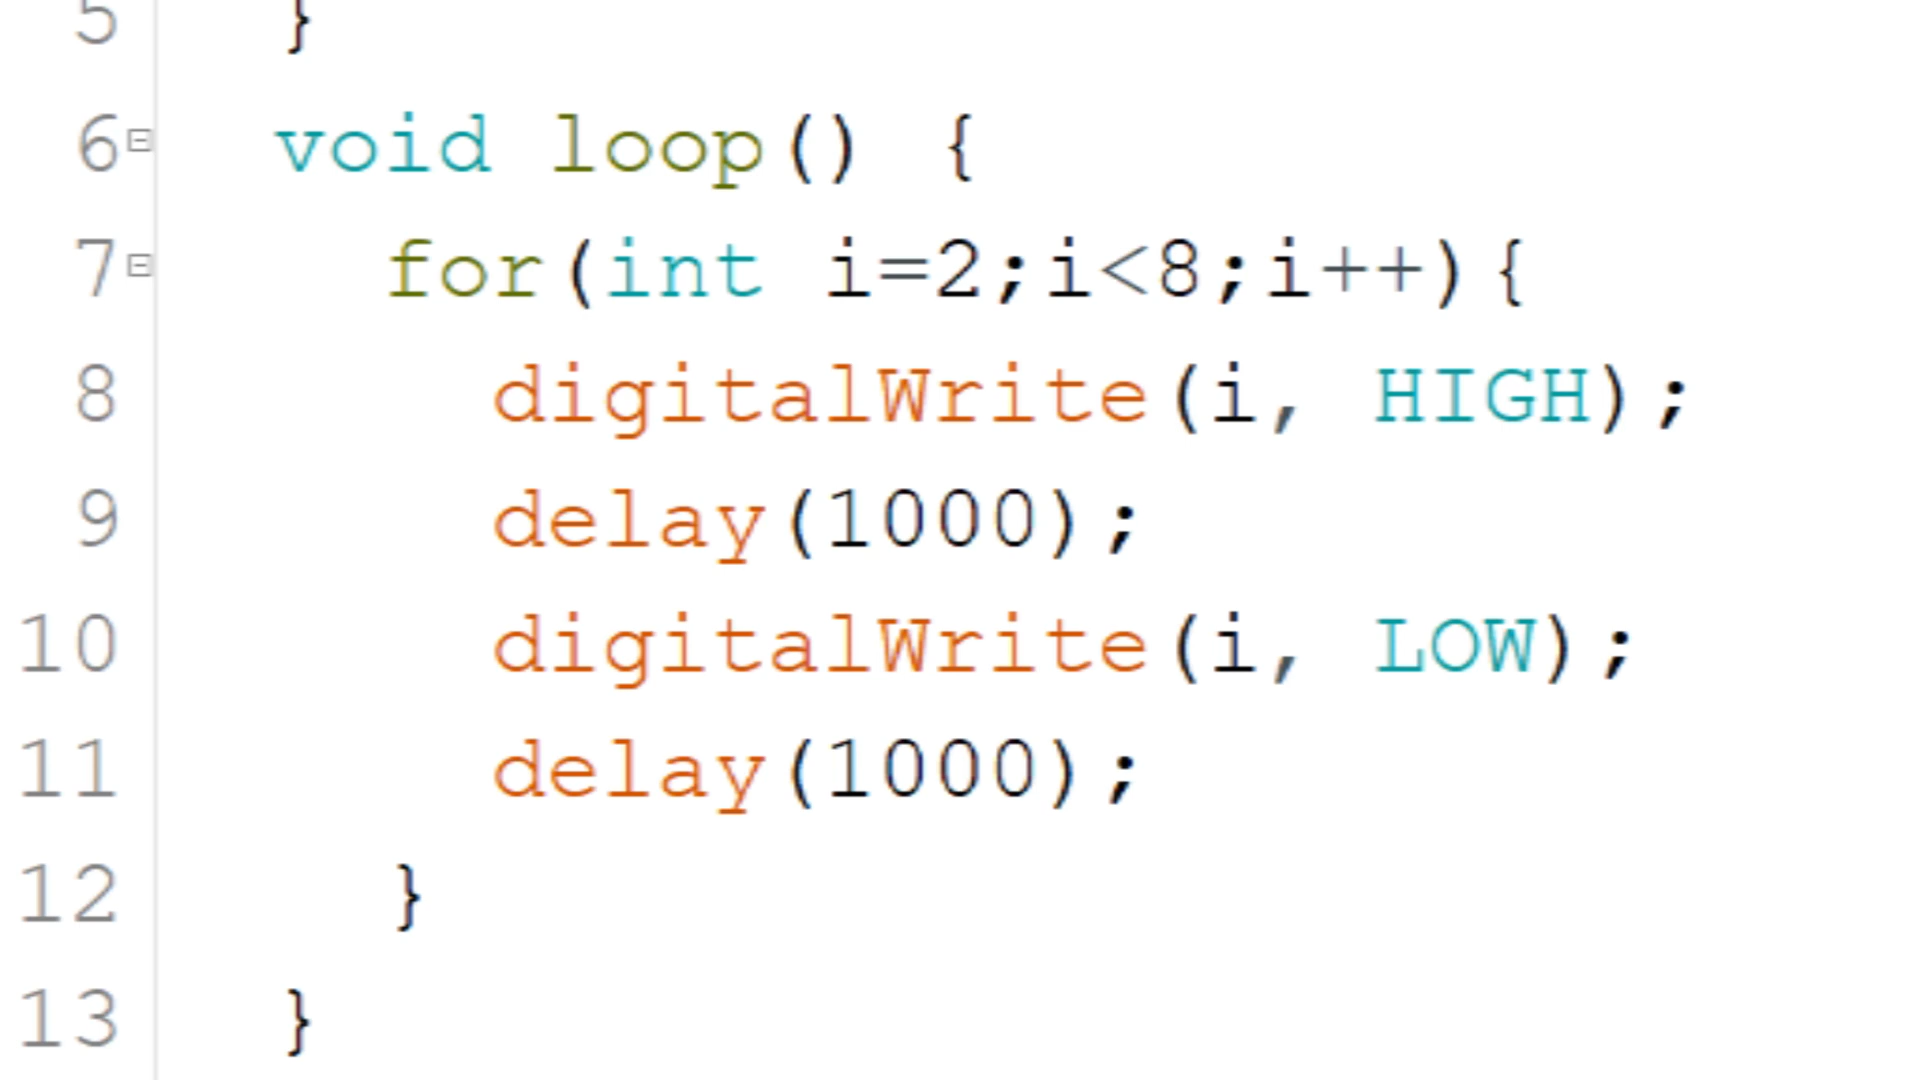 5 }
6 void loop() {
7 for(int i=2;i<8;i++){
8 digitalWrite(i, HIGH);
9 delay(1000);
10 digitalWrite(i, LOW);
11 delay(1000);
12 }
13 }